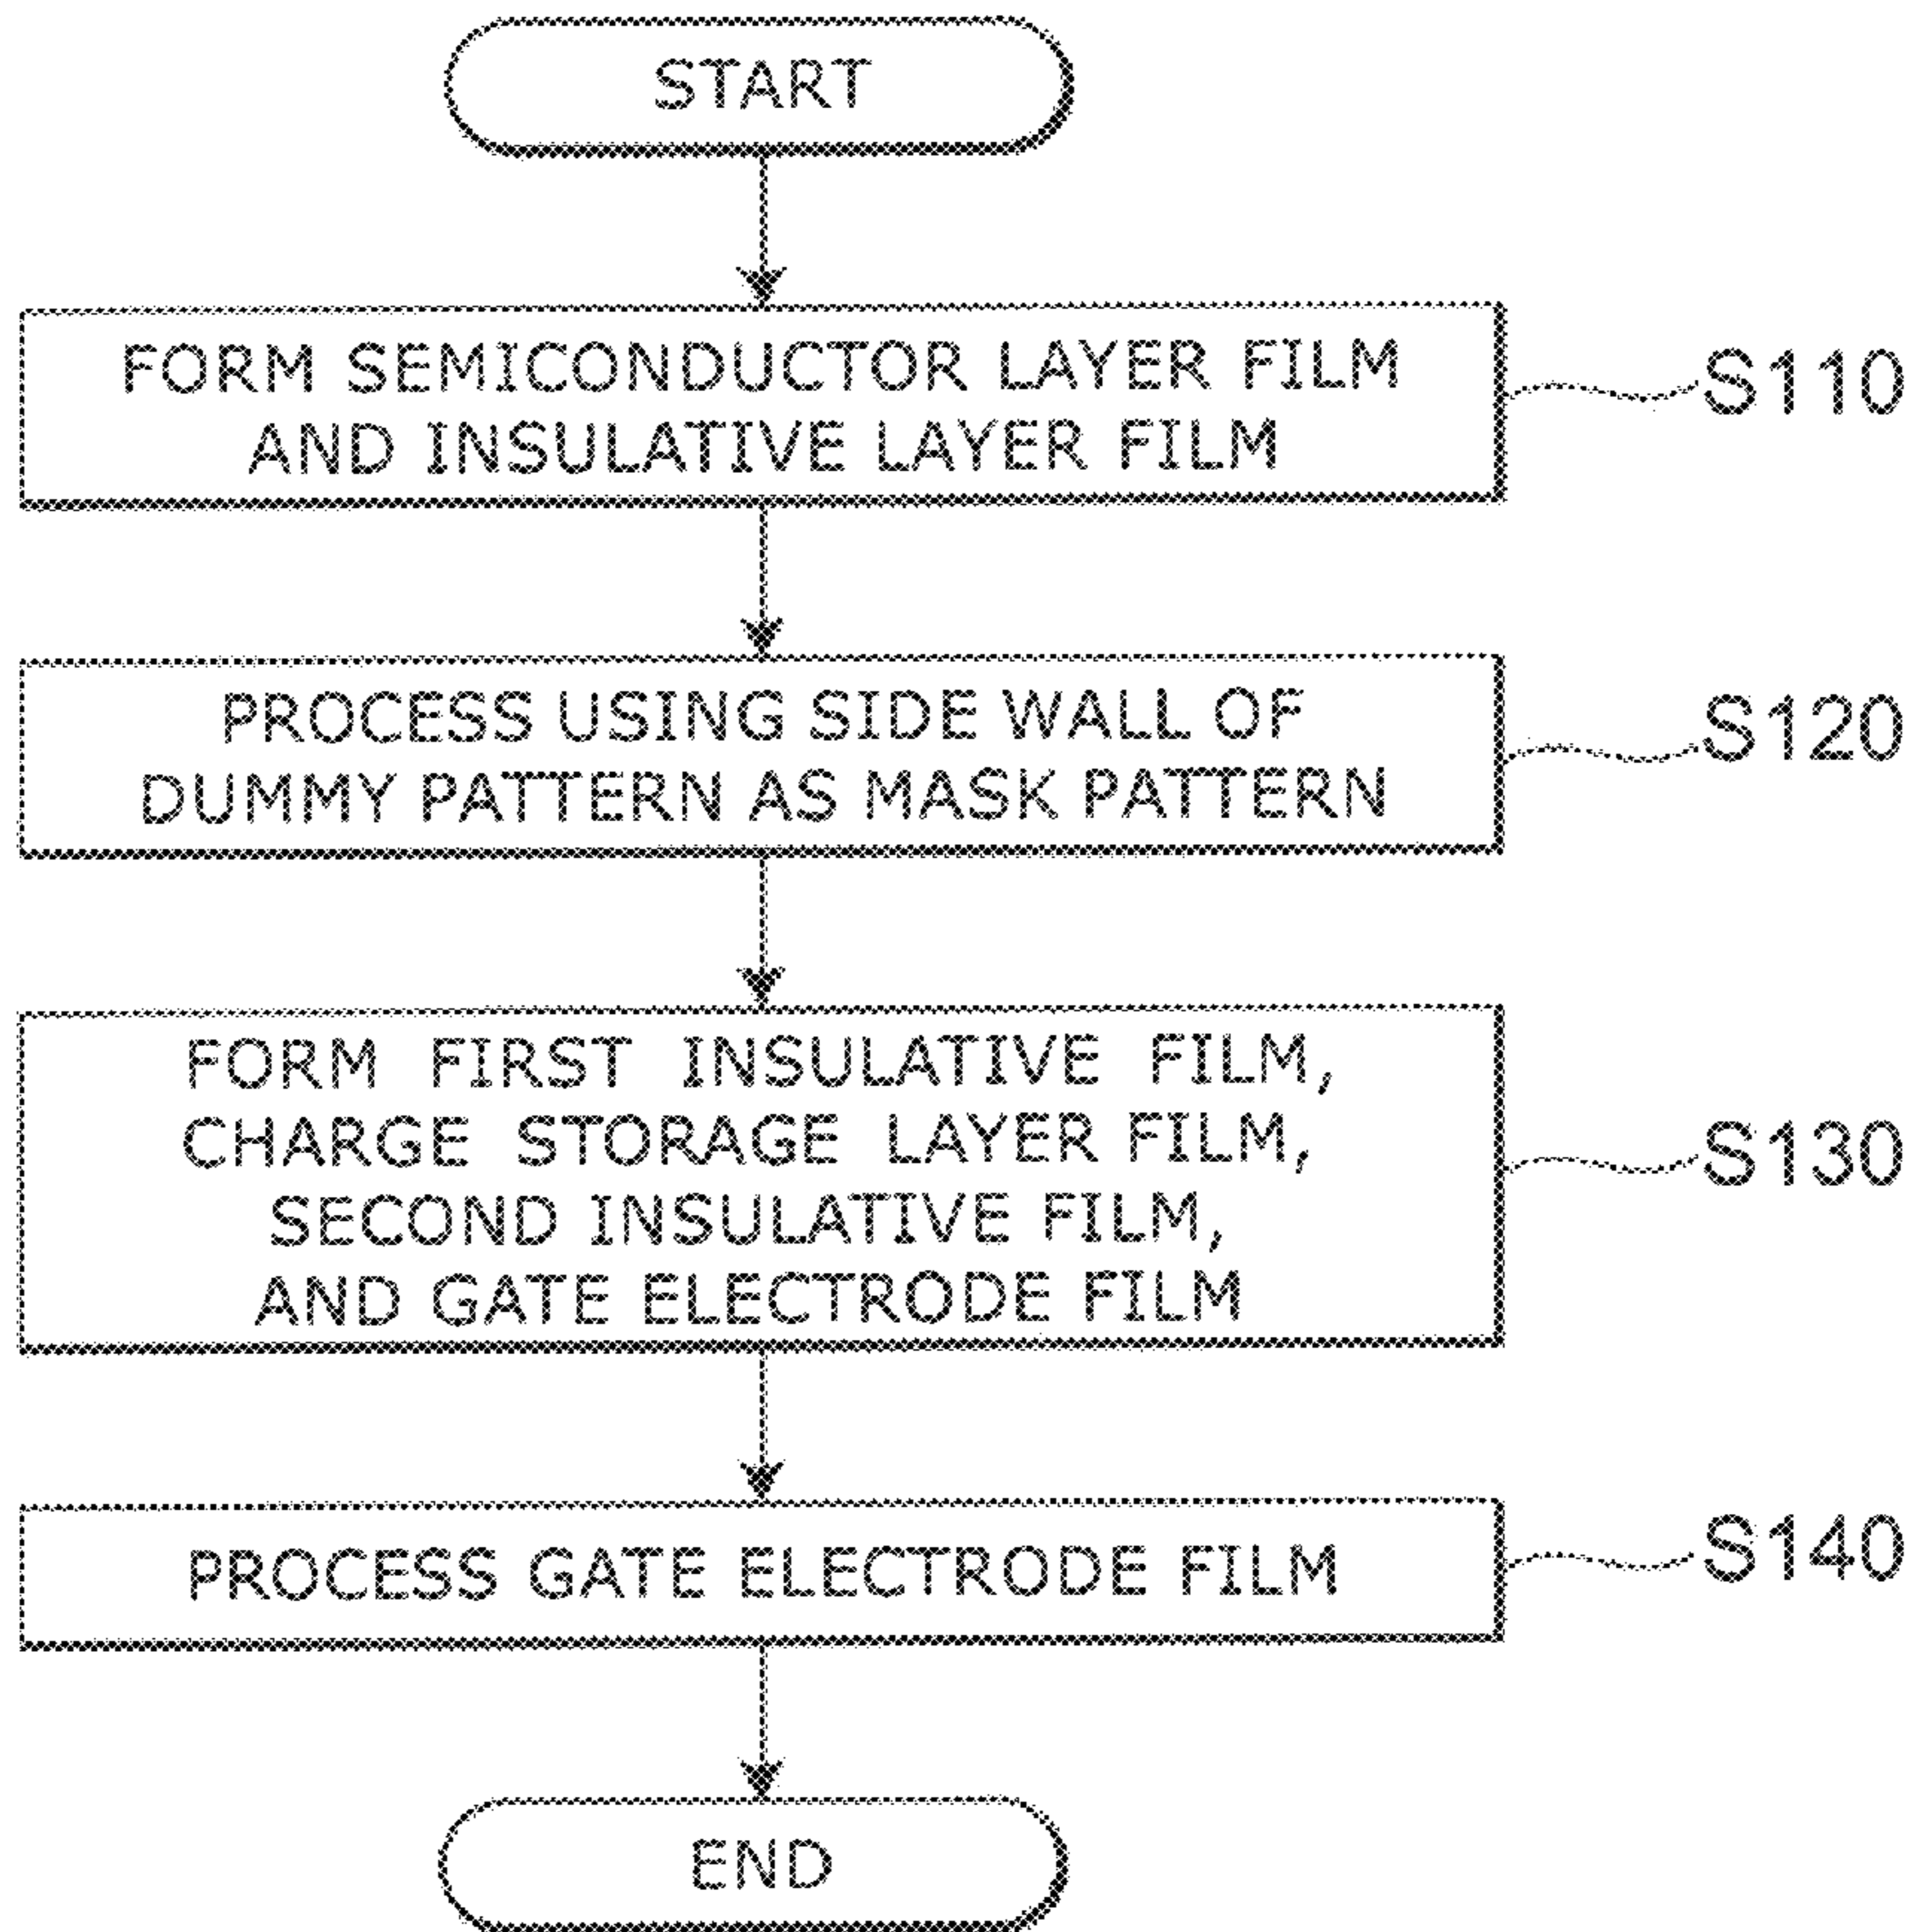 START
FORM SEMICONDUCTOR LAYER FILM
AND INSULATIVE LAYER FILM
S110
PROCESS USING SIDE WALL OF
DUMMY PATTERN AS MASK PATTERN
S120
FORM FIRST INSULATIVE FILM,
CHARGE STORAGE LAYER FILM,
SECOND INSULATIVE FILM,
AND GATE ELECTRODE FILM
S130
PROCESS GATE ELECTRODE FILM
S140
END